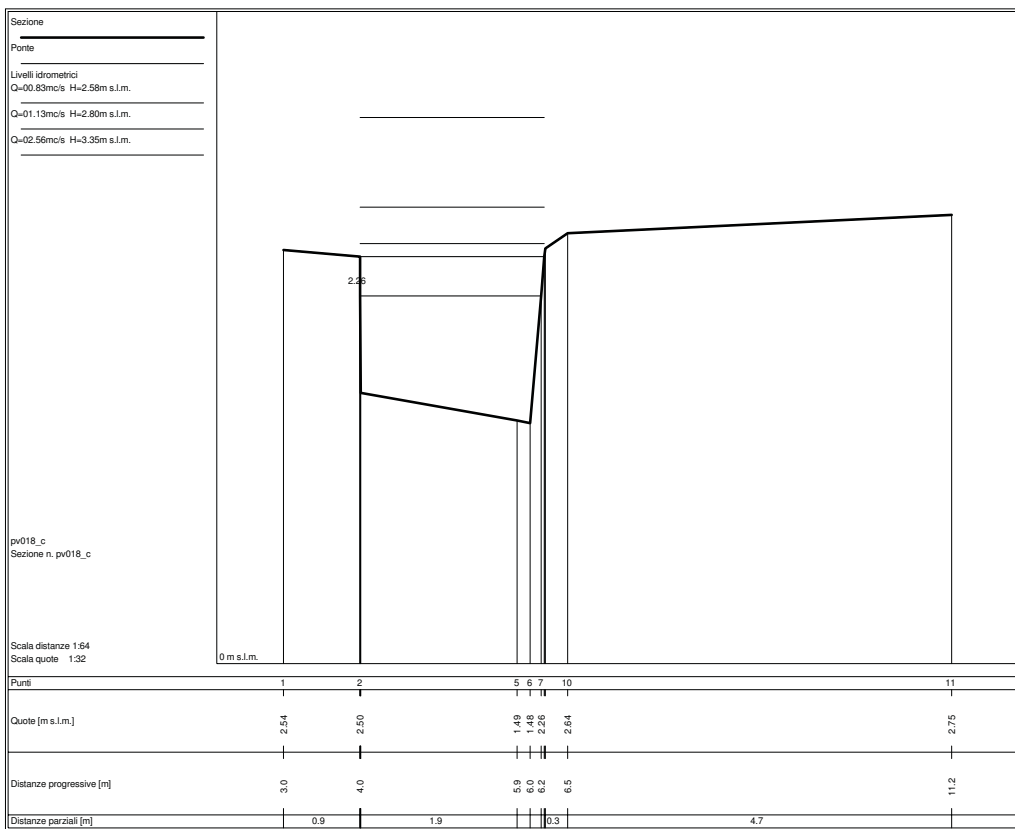 Sezione
Ponte
Livelli idrometrici
Q=00.83mc/s H=2.58m s.l.m.
Q=01.13mc/s H=2.80m s.l.m.
Q=02.56mc/s H=3.35m s.l.m.
2.26
pv018_c
Sezione n. pv018_c
Scala distanze 1:64
Scala quote 1:32
0 m s.l.m.
Punti 1 2 5 6 7 10 11
Quote [m s.l.m.] 2.54 2.50 1.49 1.48 2.26 2.64 2.75
Distanze progressive [m] 3.0 4.0 5.9 6.0 6.2 6.5 11.2
Distanze parziali [m] 0.9 1.9 0.3 4.7